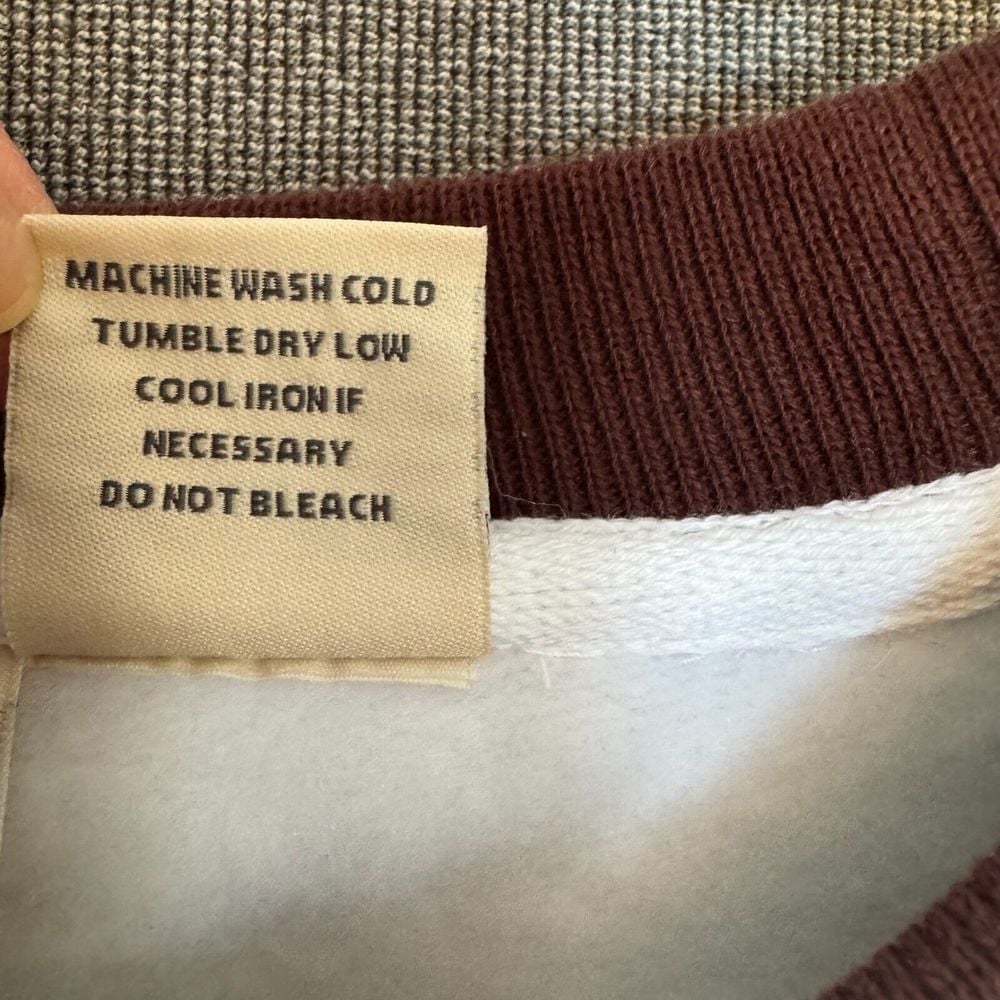 MACHINE WASH COLD
TUMBLE DRY LOW
COOL IRON IF
NECESSARY
DO NOT BLEACH